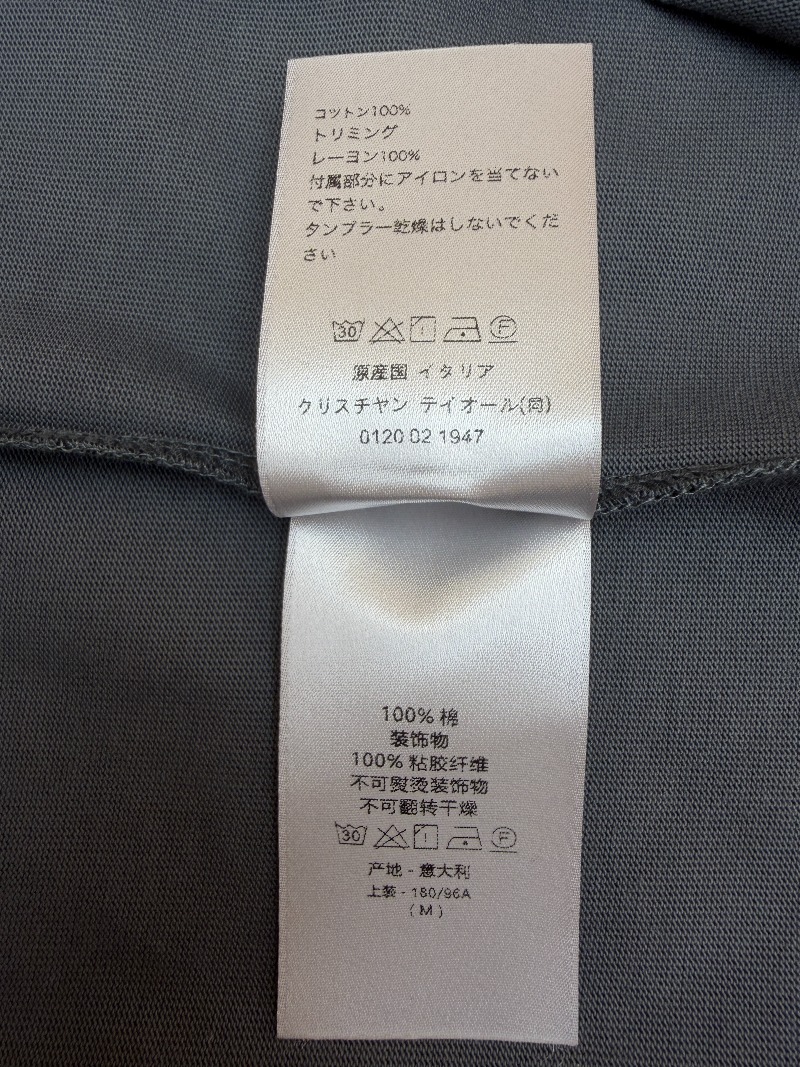 コットン100%
トリミング
レーヨン100%
付属部分にアイロンを当てない
で下さい。
タンブラー乾燥はしないでくだ
さい
30 F
原産国 イタリア
クリスチャン ディオール(同)
0120 02 1947
100% 棉
装饰物
100% 粘胶纤维
不可熨烫装饰物
不可翻转干燥
30 F
产地 - 意大利
上装 - 180/96A
( M )